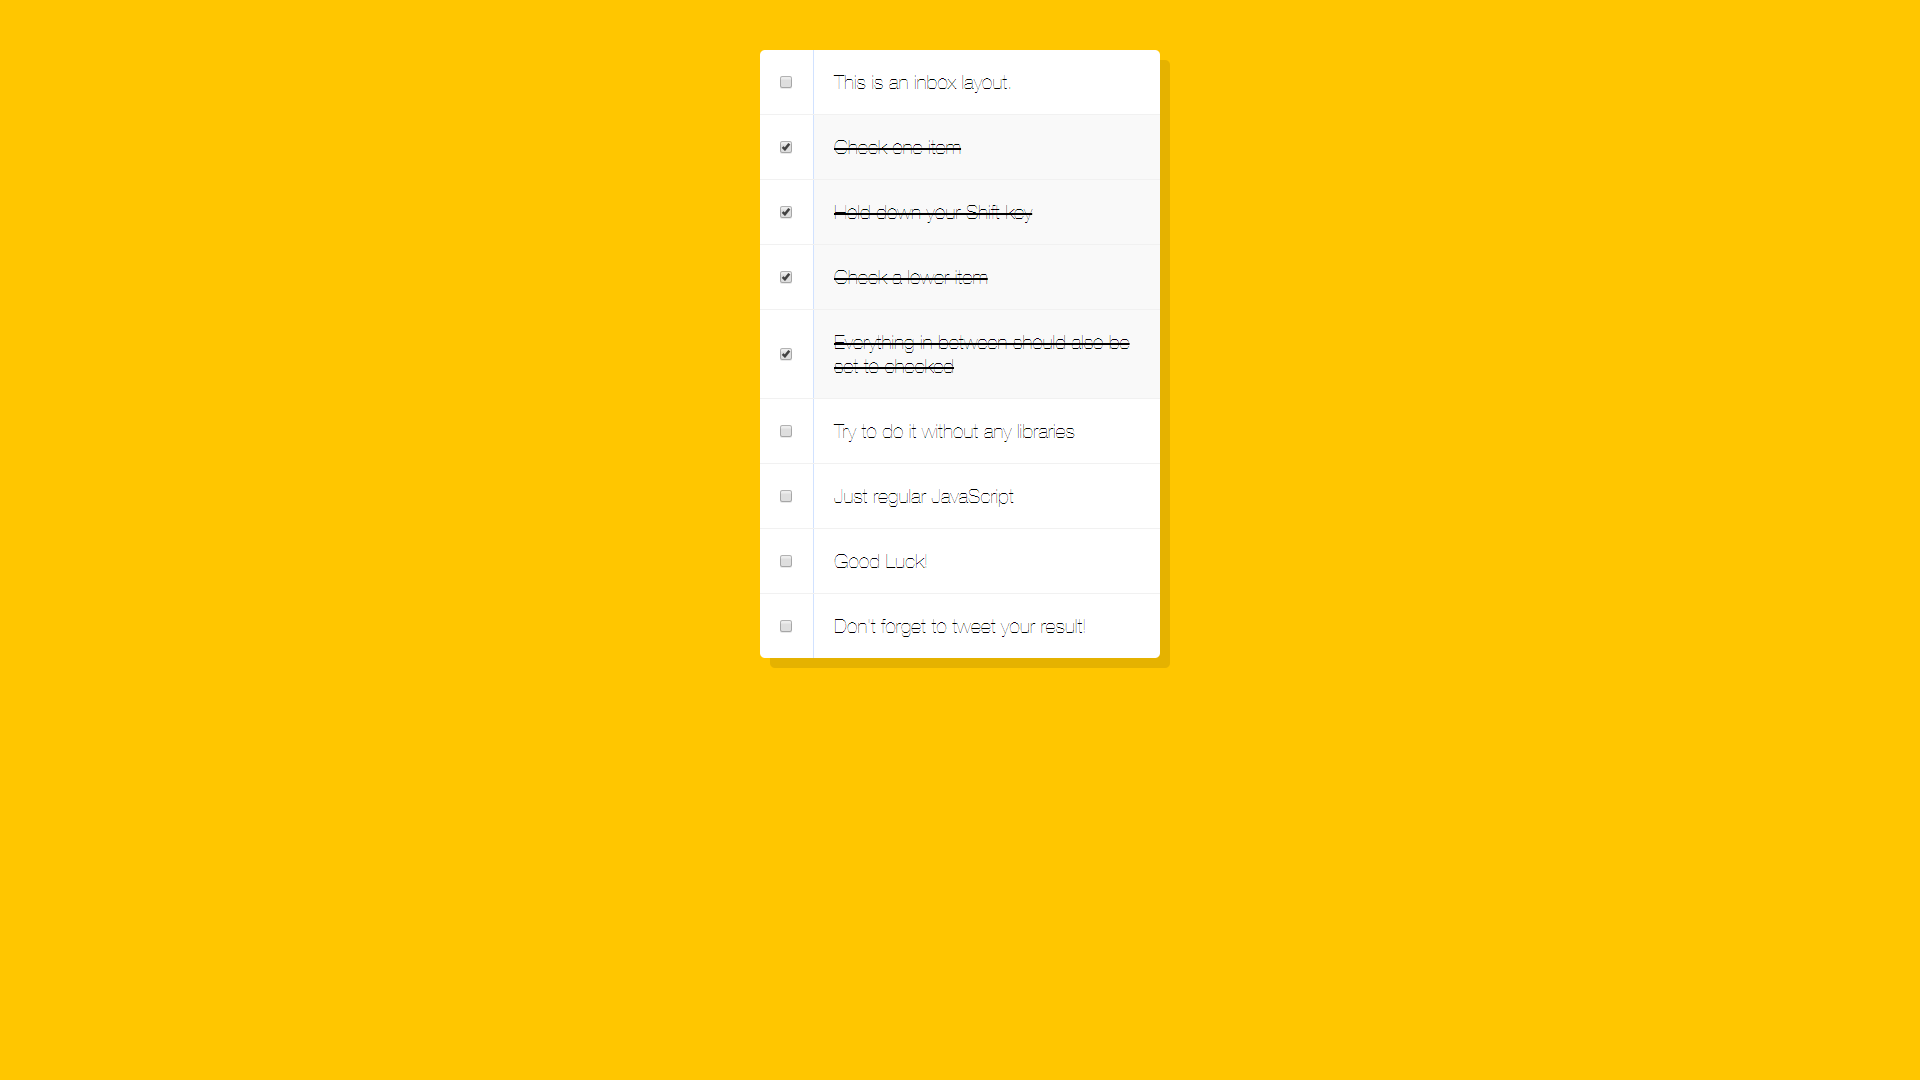 This is an inbox layout.
Check one item
Hold down your Shift key
Check a lower item
Everything in between should also be
set to checked
Try to do it without any libraries
Just regular JavaScript
Good Luck!
Don't forget to tweet your result!